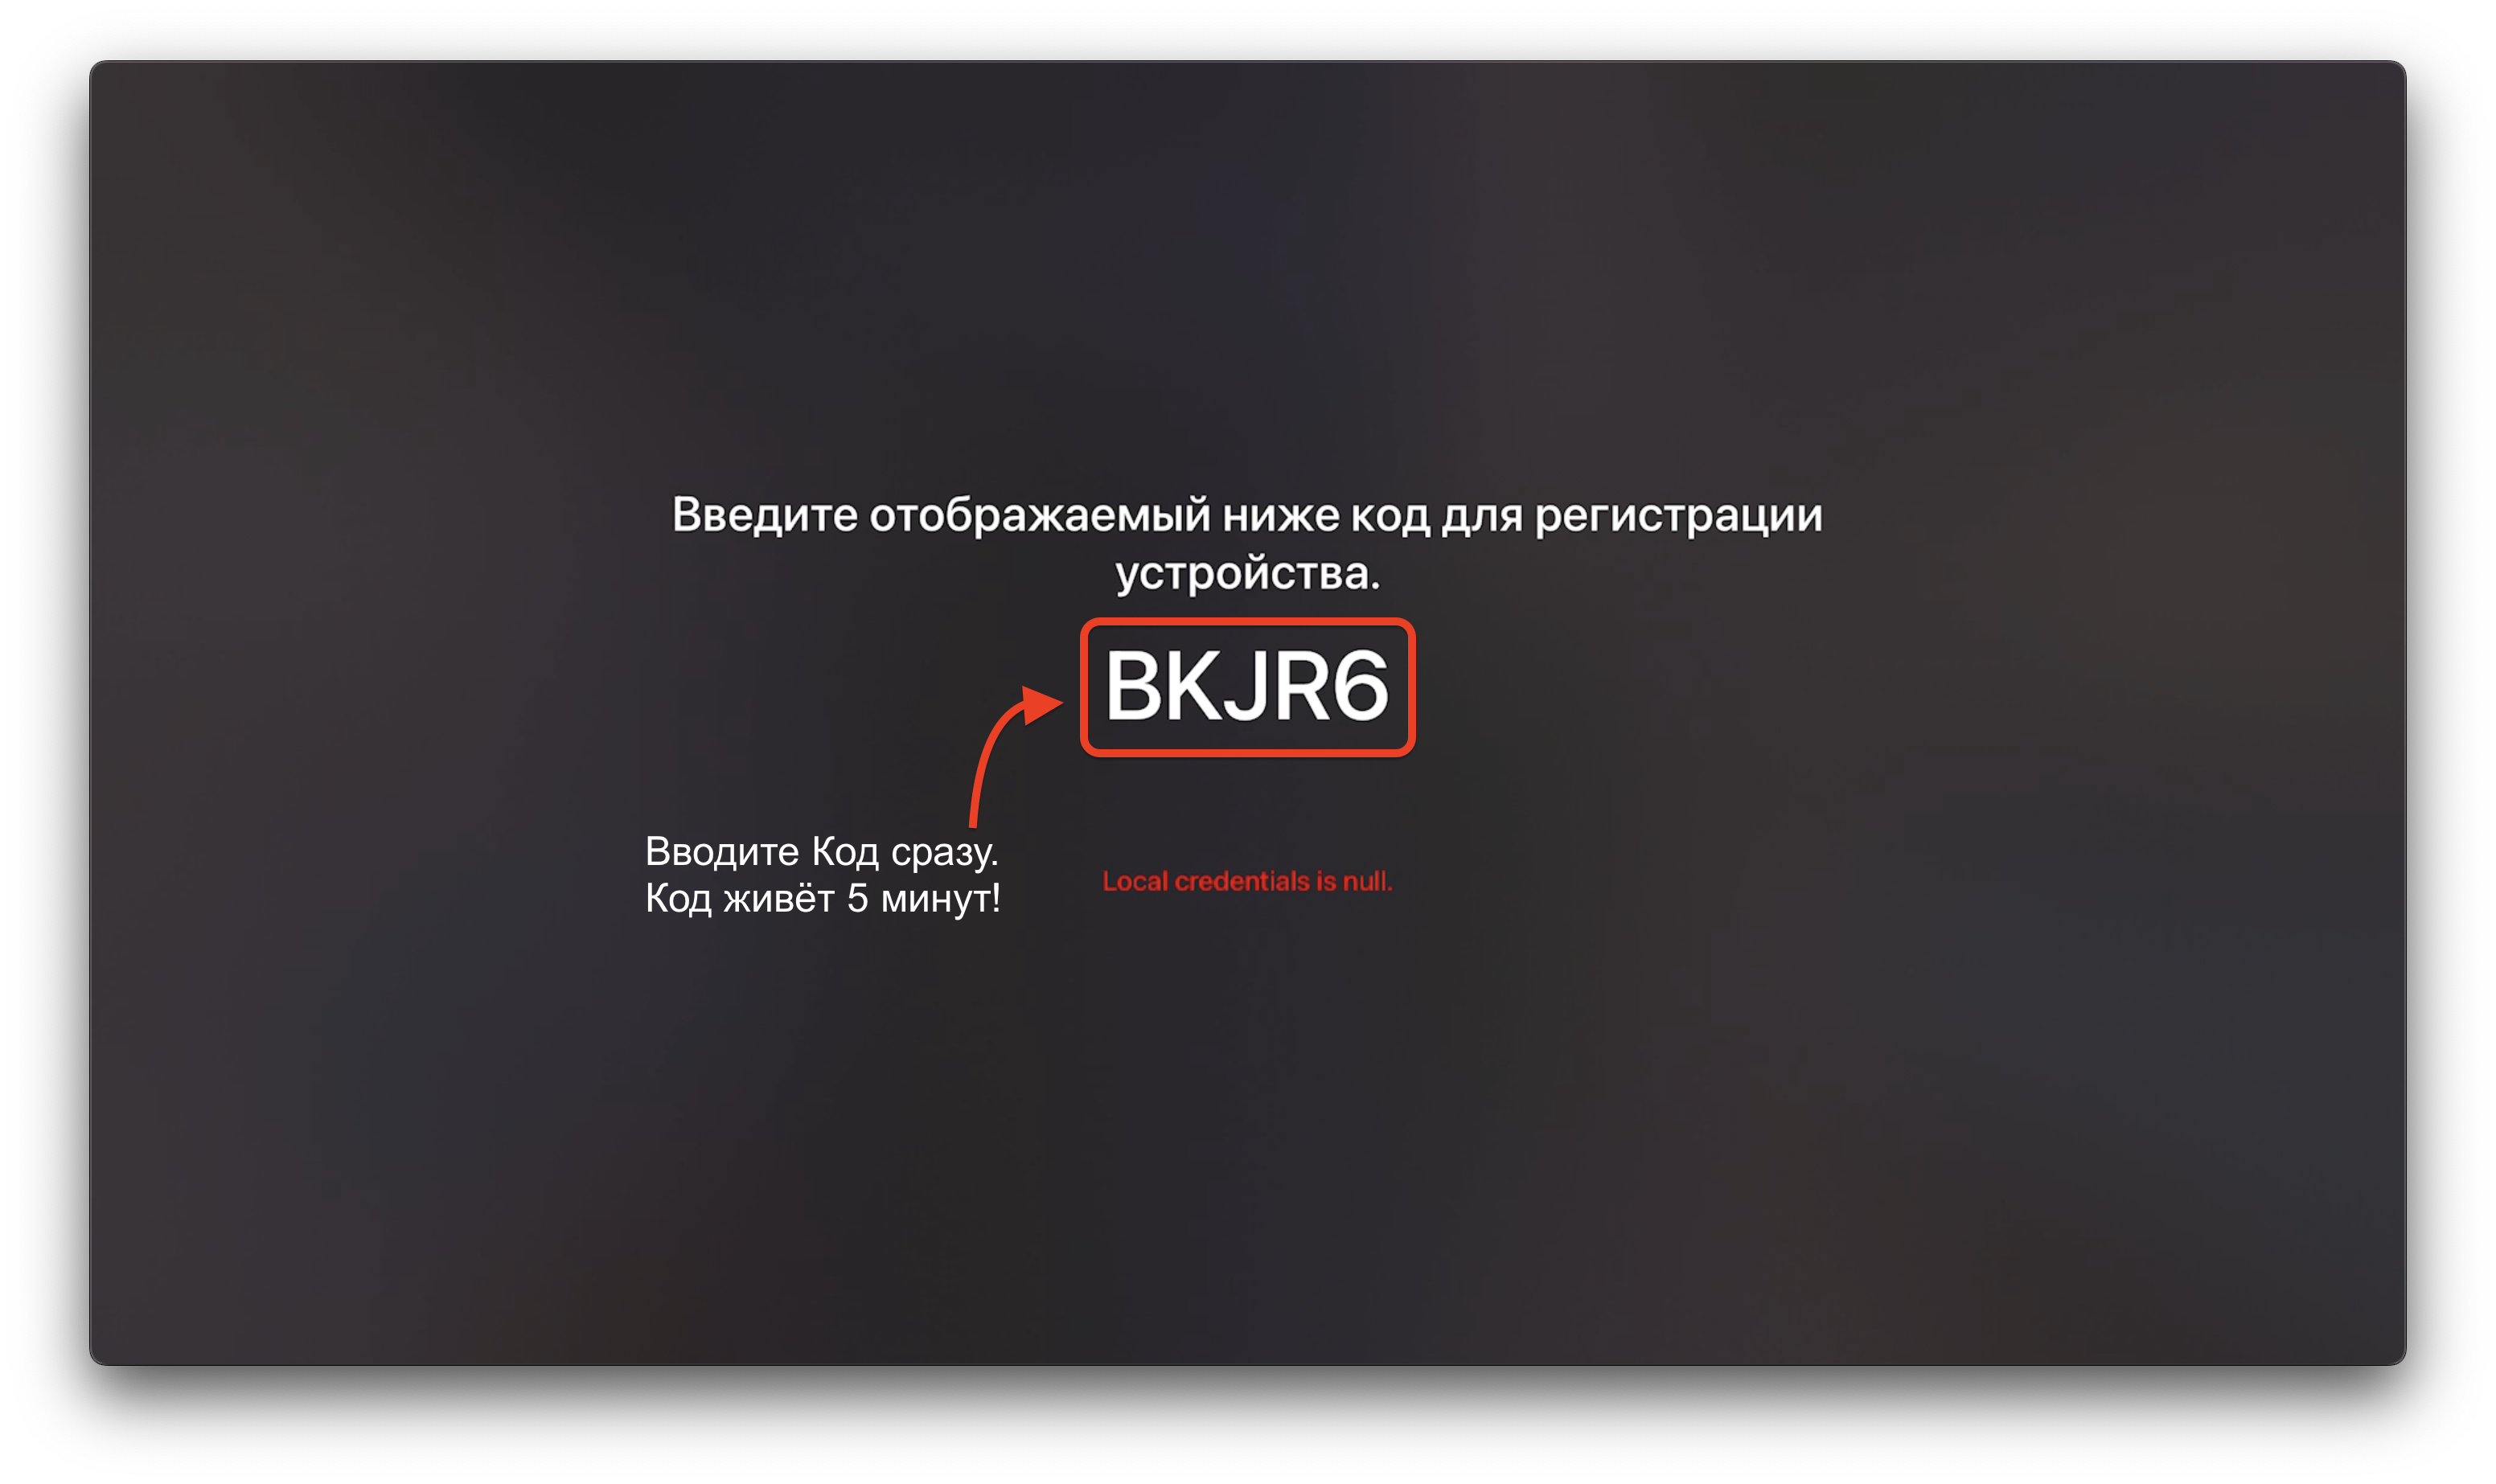 Введите отображаемый ниже код для регистрации
устройства.
BKJR6
Вводите Код сразу.
Код живёт 5 минут!
Local credentials is null.